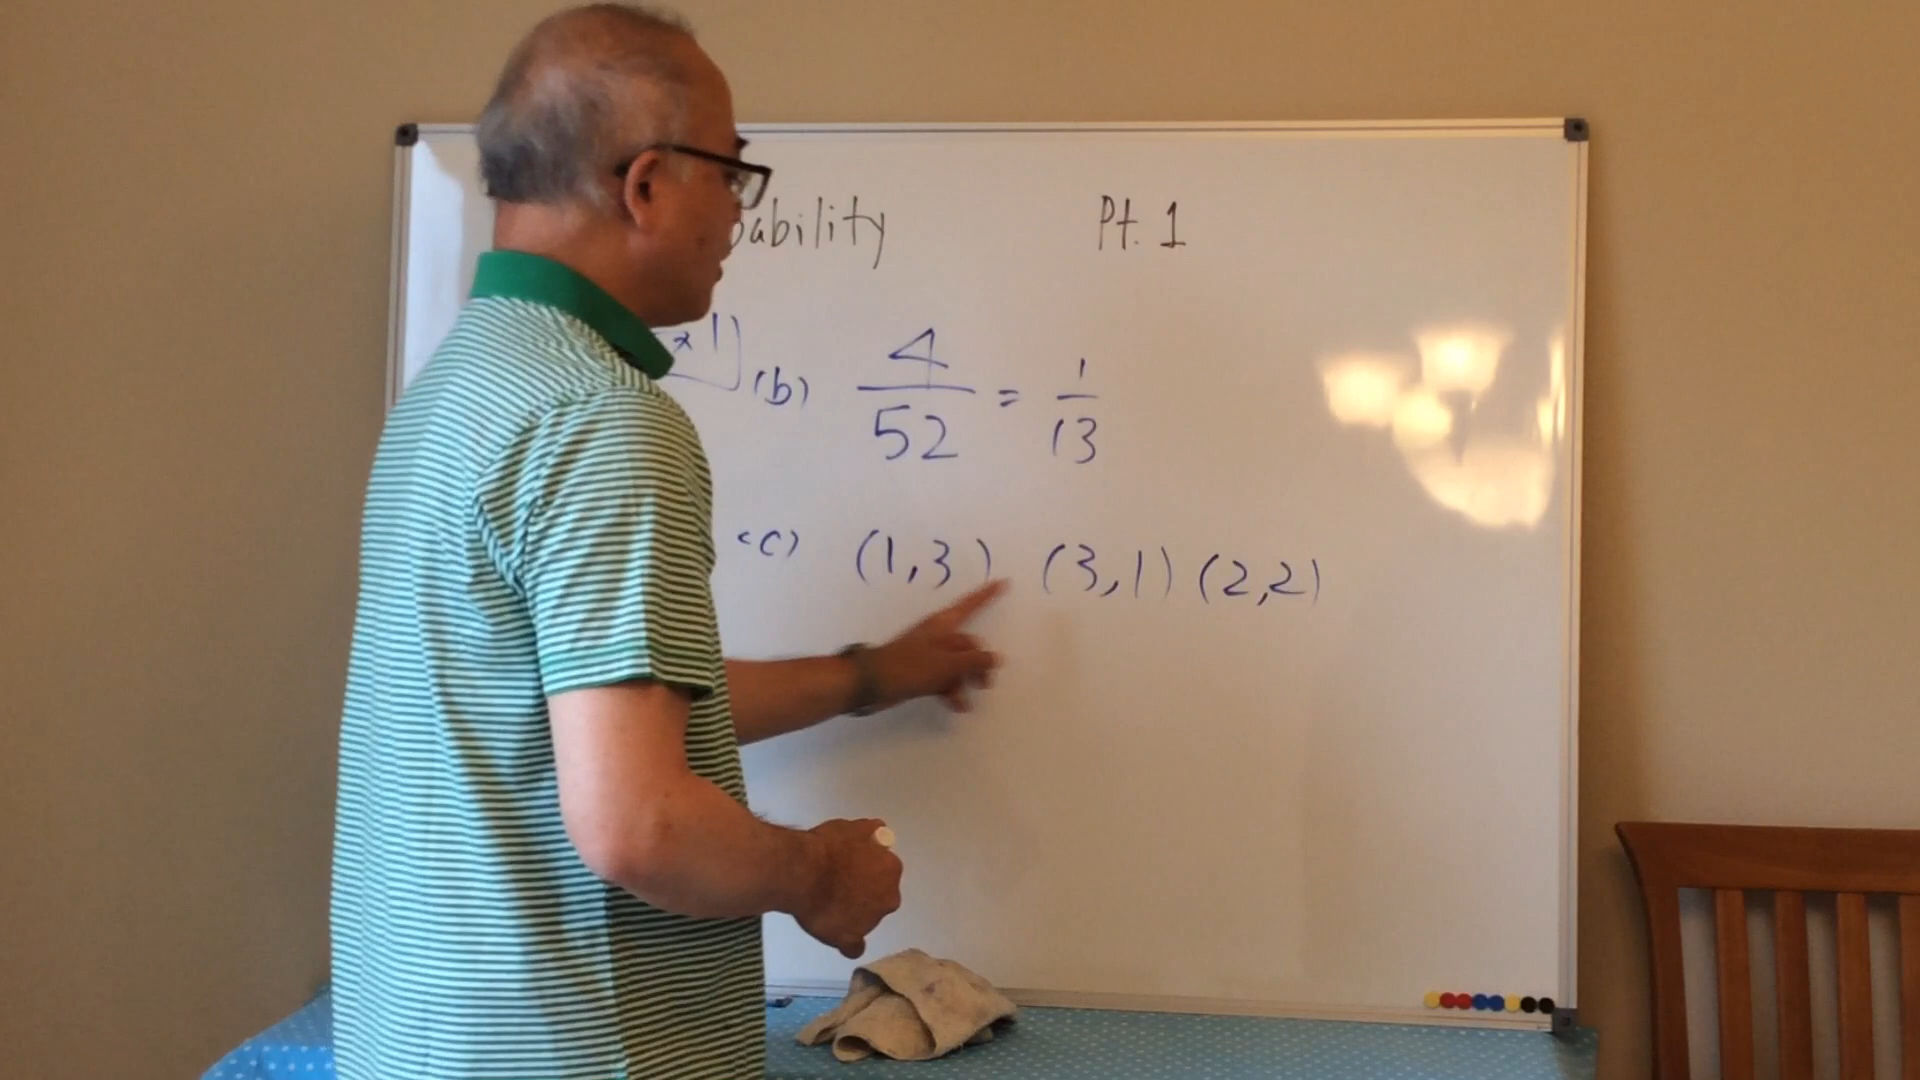 bability Pt. 1
(b) 4/52 = 1/13
(c) (1,3) (3,1) (2,2)